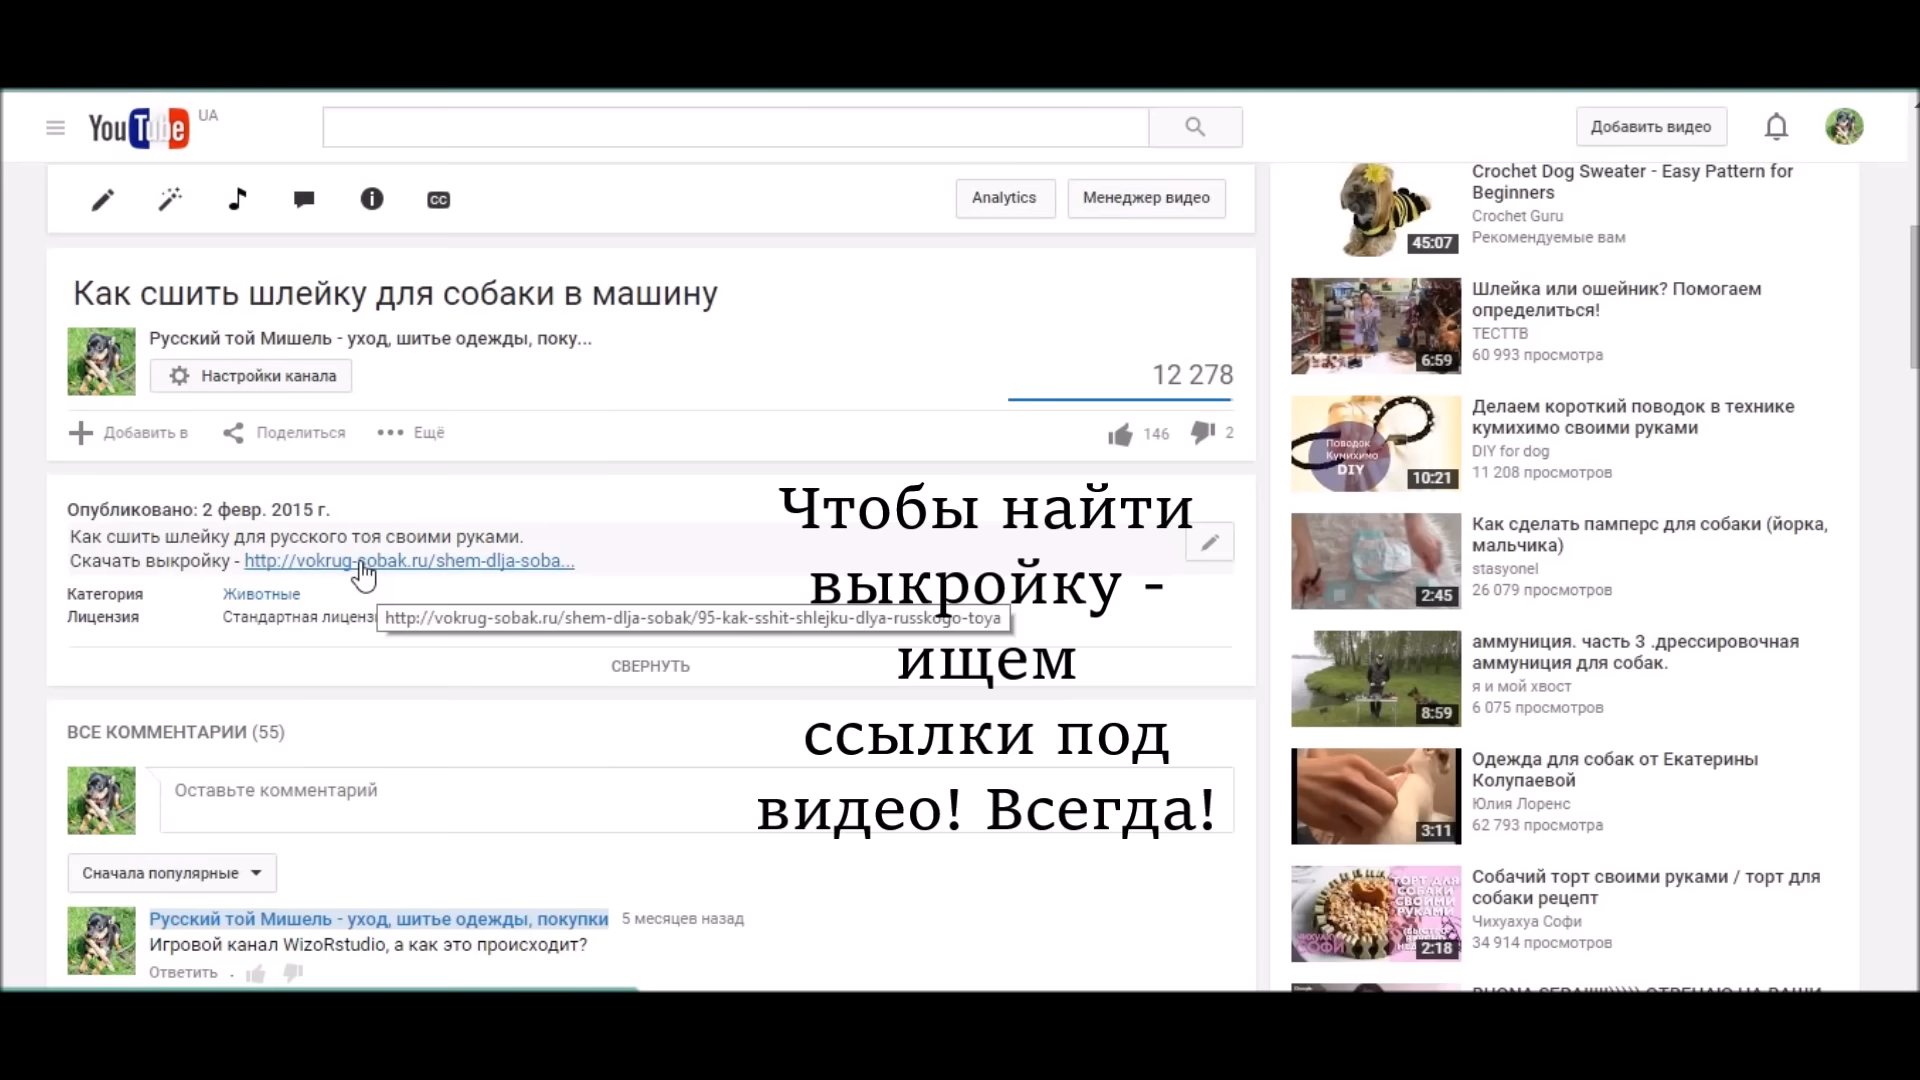 YouTube UA
Добавить видео
Analytics
Менеджер видео
Как сшить шлейку для собаки в машину
Русский той Мишель - уход, шитье одежды, поку...
Настройки канала
12 278
Добавить в
Поделиться
Ещё
146
2
Опубликовано: 2 февр. 2015 г.
Как сшить шлейку для русского тоя своими руками.
Скачать выкройку - http://vokrug-sobak.ru/shem-dlja-soba...
Категория
Животные
Лицензия
http://vokrug-sobak.ru/shem-dlja-sobak/95-kak-sshit-shlejku-dlya-russkogo-toya
СВЕРНУТЬ
Чтобы найти
выкройку -
ищем
ссылки под
видео! Всегда!
ВСЕ КОММЕНТАРИИ (55)
Оставьте комментарий
Сначала популярные
Русский той Мишель - уход, шитье одежды, покупки 5 месяцев назад
Игровой канал WizoRstudio, а как это происходит?
Ответить
Crochet Dog Sweater - Easy Pattern for
Beginners
Crochet Guru
Рекомендуемые вам
45:07
Шлейка или ошейник? Помогаем
определиться!
ТЕСТТВ
60 993 просмотра
6:59
Делаем короткий поводок в технике
кумихимо своими руками
DIY for dog
11 208 просмотров
Поводок
Кумихимо
DIY
10:21
Как сделать памперс для собаки (йорка,
мальчика)
stasyonel
26 079 просмотров
2:45
аммуниция. часть 3 .дрессировочная
аммуниция для собак.
я и мой хвост
6 075 просмотров
8:59
Одежда для собак от Екатерины
Колупаевой
Юлия Лоренс
62 793 просмотра
3:11
Собачий торт своими руками / торт для
собаки рецепт
Чихуахуа Софи
34 914 просмотров
ТОРТ ДЛЯ
СОБАКИ
СВОИМИ
РУКАМИ
2:18